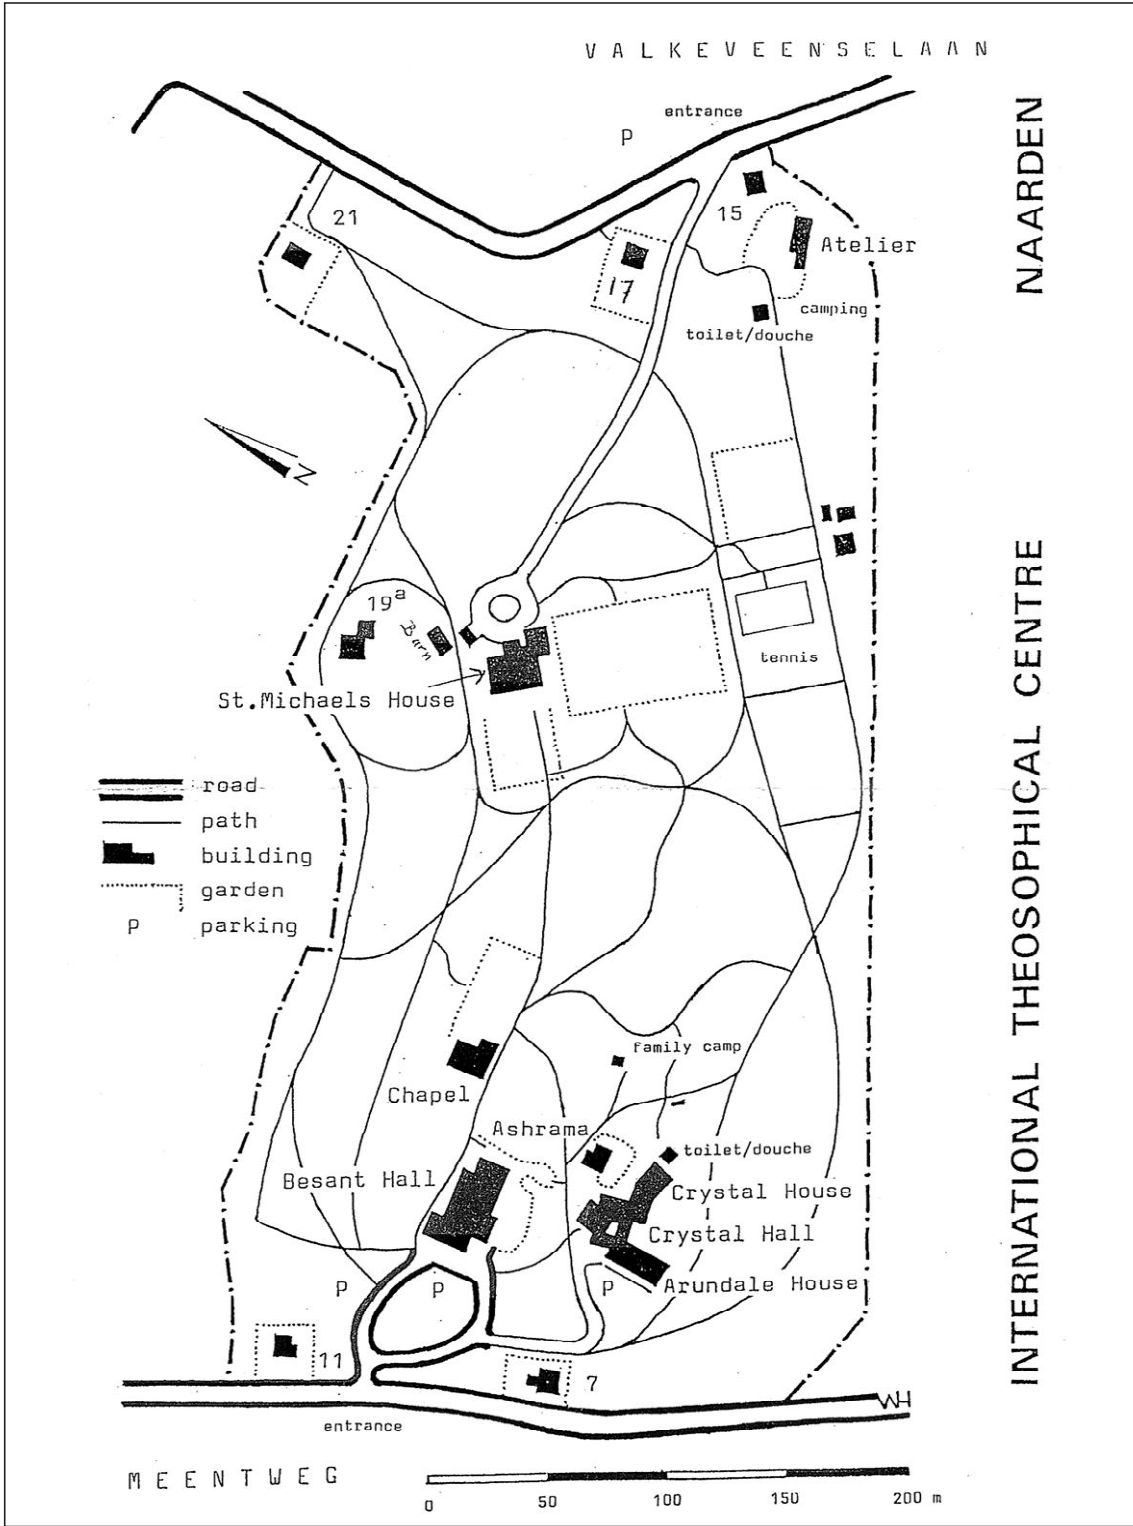 VALKEVEENSELAAN
entrance
P
NAARDEN
21
15
Atelier
17
camping
toilet/douche
N
19a
Barn
tennis
St.Michaels House
INTERNATIONAL THEOSOPHICAL CENTRE
road
path
building
garden
P parking
family camp
Chapel
Ashrama
toilet/douche
Besant Hall
Crystal House
Crystal Hall
Arundale House
P
P
P
11
7
WH
entrance
MEENTWEG
0 50 100 150 200 m